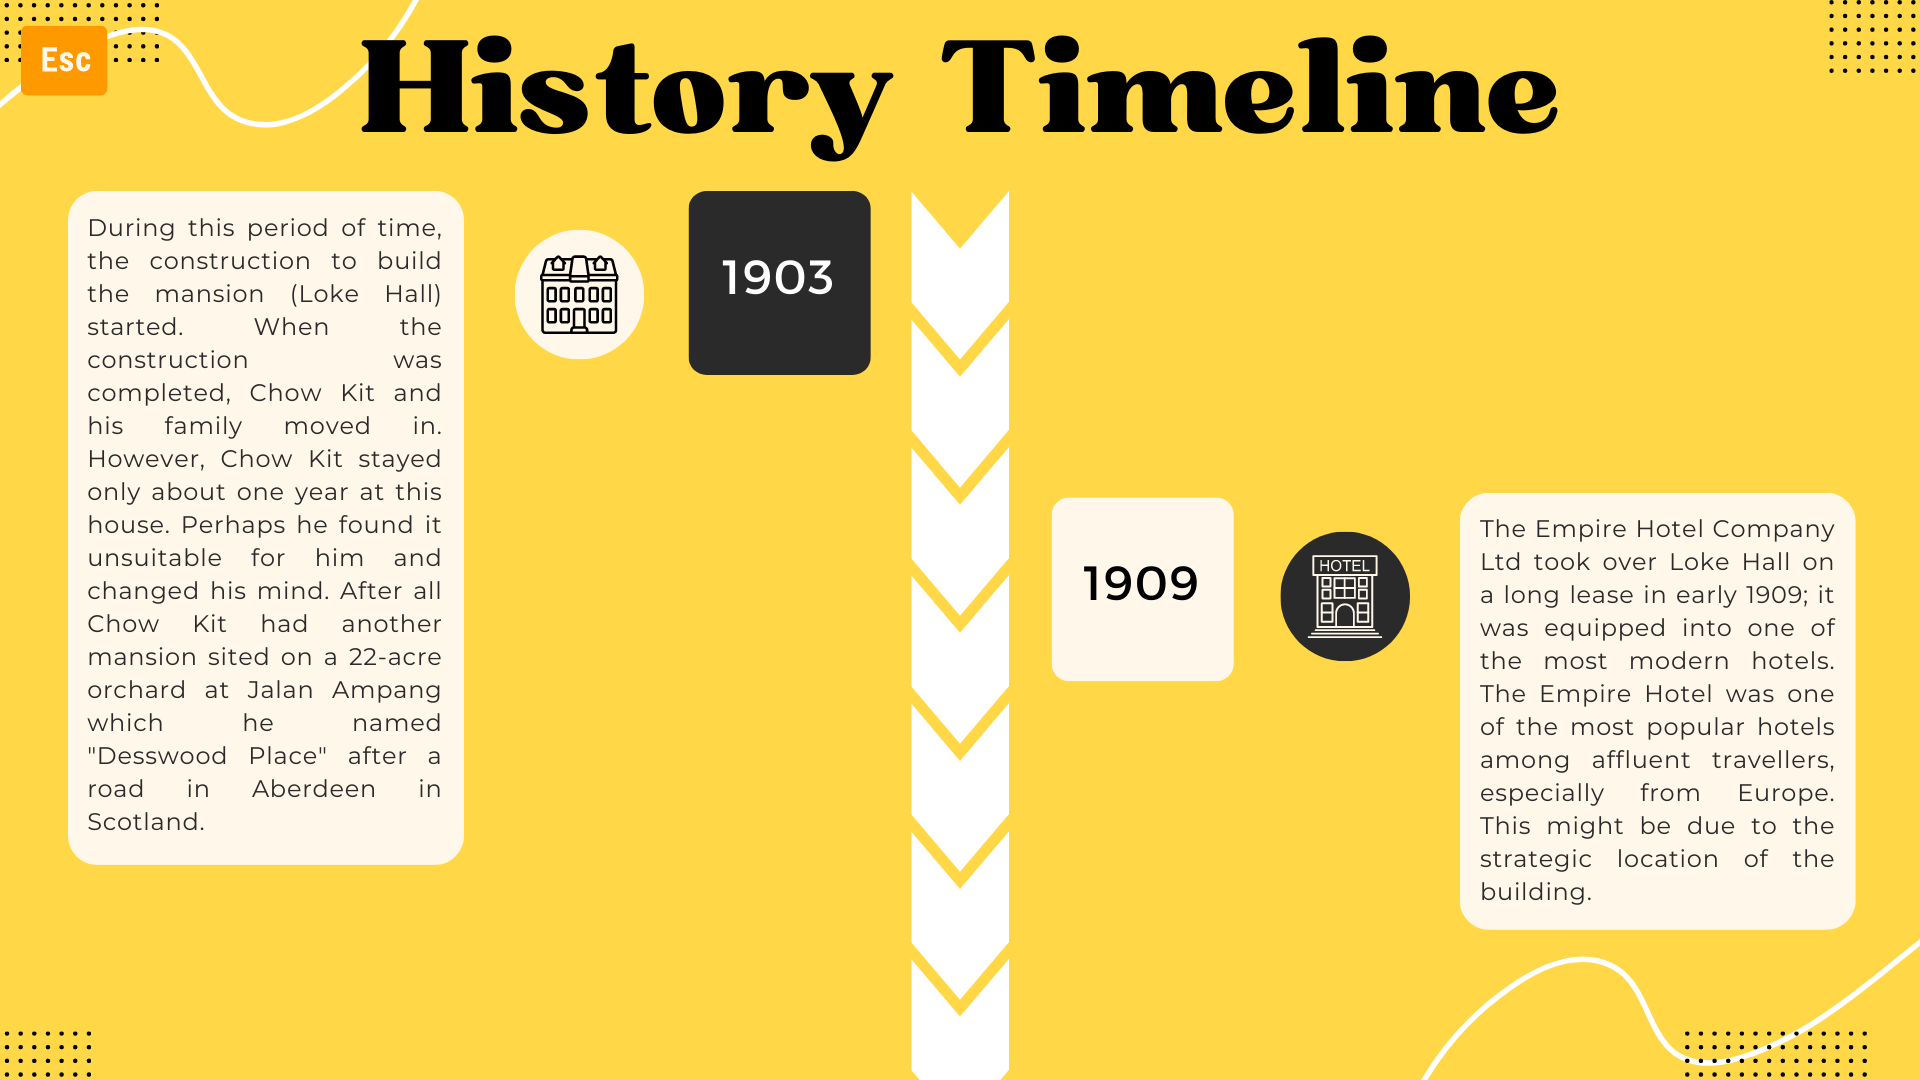 Esc
History Timeline
During this period of time,
the construction to build
the mansion (Loke Hall)
started. When the
construction was
completed, Chow Kit and
his family moved in.
However, Chow Kit stayed
only about one year at this
house. Perhaps he found it
unsuitable for him and
changed his mind. After all
Chow Kit had another
mansion sited on a 22-acre
orchard at Jalan Ampang
which he named
"Desswood Place" after a
road in Aberdeen in
Scotland.
1903
1909
HOTEL
The Empire Hotel Company
Ltd took over Loke Hall on
a long lease in early 1909; it
was equipped into one of
the most modern hotels.
The Empire Hotel was one
of the most popular hotels
among affluent travellers,
especially from Europe.
This might be due to the
strategic location of the
building.